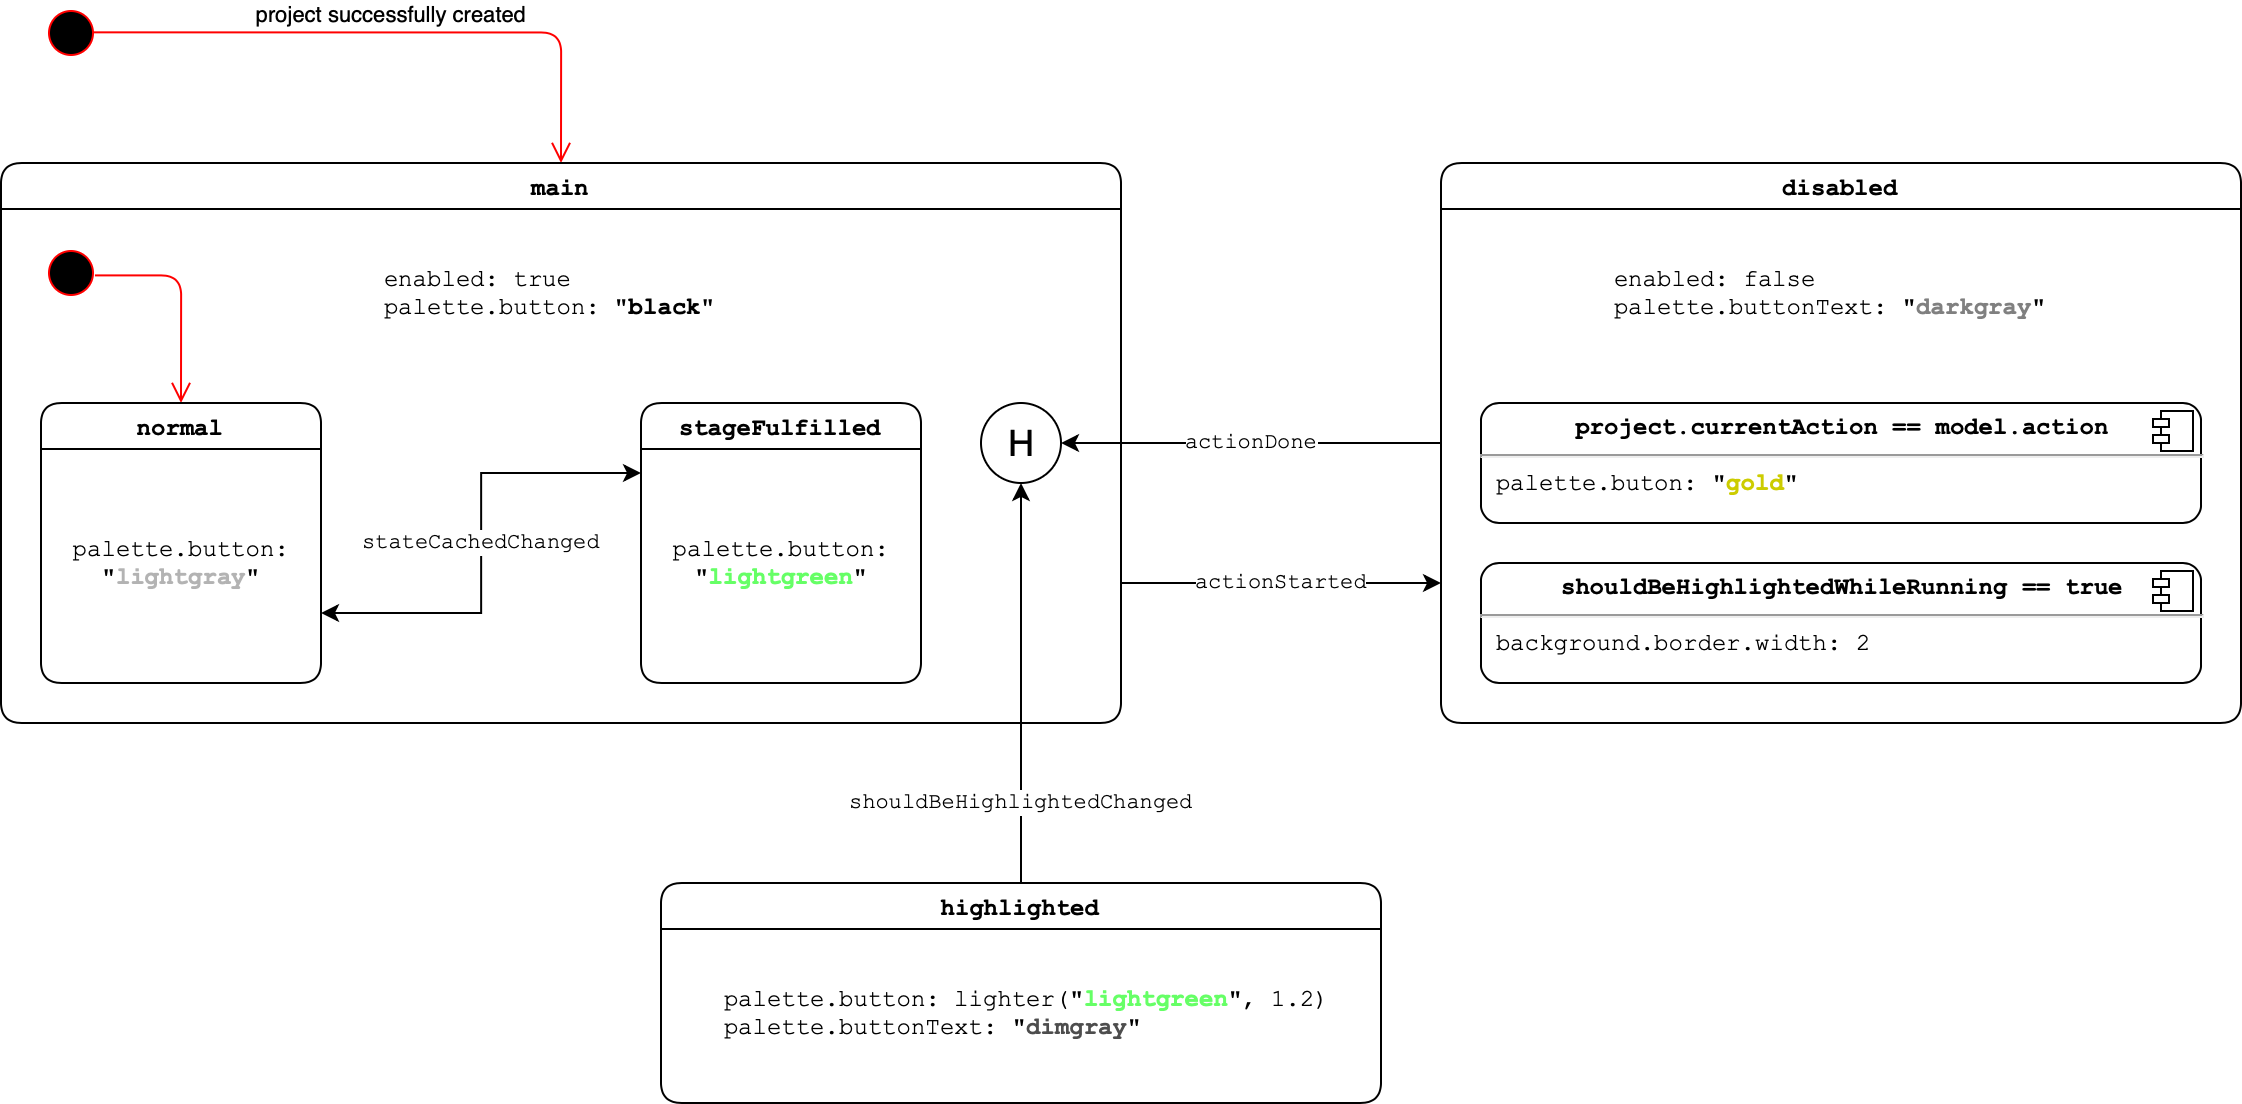 project successfully created
main
enabled: true
palette.button: "black"
normal
palette.button:
"lightgray"
stateCachedChanged
stageFulfilled
palette.button:
"lightgreen"
H
actionDone
actionStarted
disabled
enabled: false
palette.buttonText: "darkgray"
project.currentAction == model.action
palette.buton: "gold"
shouldBeHighlightedWhileRunning == true
background.border.width: 2
shouldBeHighlightedChanged
highlighted
palette.button: lighter("lightgreen", 1.2)
palette.buttonText: "dimgray"